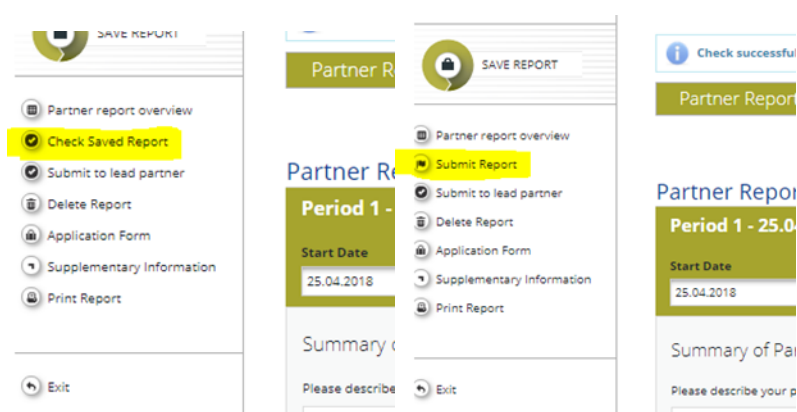 SAVE REPORT
Partner report overview
Check Saved Report
Submit to lead partner
Delete Report
Application Form
Supplementary Information
Print Report
Exit
Partner R
Partner Re
Period 1 -
Start Date
25.04.2018
Summary
Please describe
SAVE REPORT
Partner report overview
Submit Report
Submit to lead partner
Delete Report
Application Form
Supplementary Information
Print Report
Exit
Check successful
Partner Report
Partner Repor
Period 1 - 25.0
Start Date
25.04.2018
Summary of Par
Please describe your p